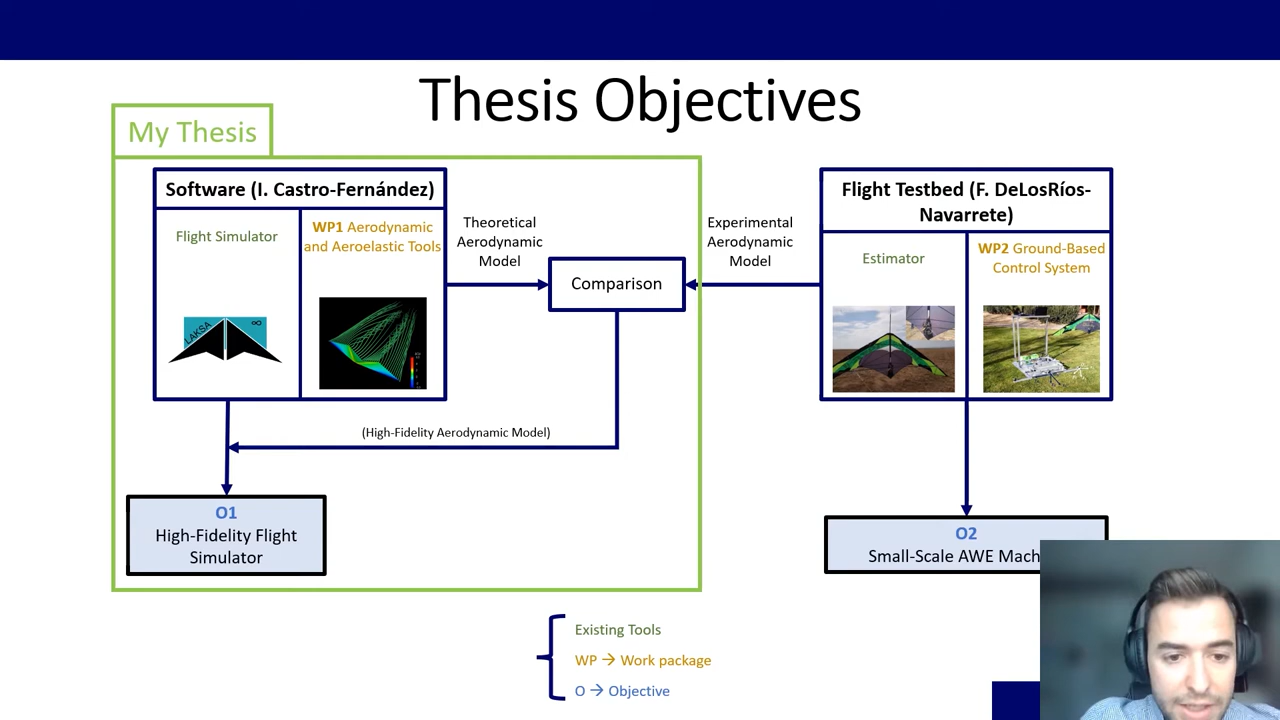 Thesis Objectives
My Thesis
Software (I. Castro-Fernández)
Flight Simulator
WP1 Aerodynamic
and Aeroelastic Tools
LAKSA
∞
Theoretical
Aerodynamic
Model
Comparison
Experimental
Aerodynamic
Model
Flight Testbed (F. DeLosRíos-
Navarrete)
Estimator
WP2 Ground-Based
Control System
(High-Fidelity Aerodynamic Model)
O1
High-Fidelity Flight
Simulator
O2
Small-Scale AWE Mach
Existing Tools
WP → Work package
O → Objective